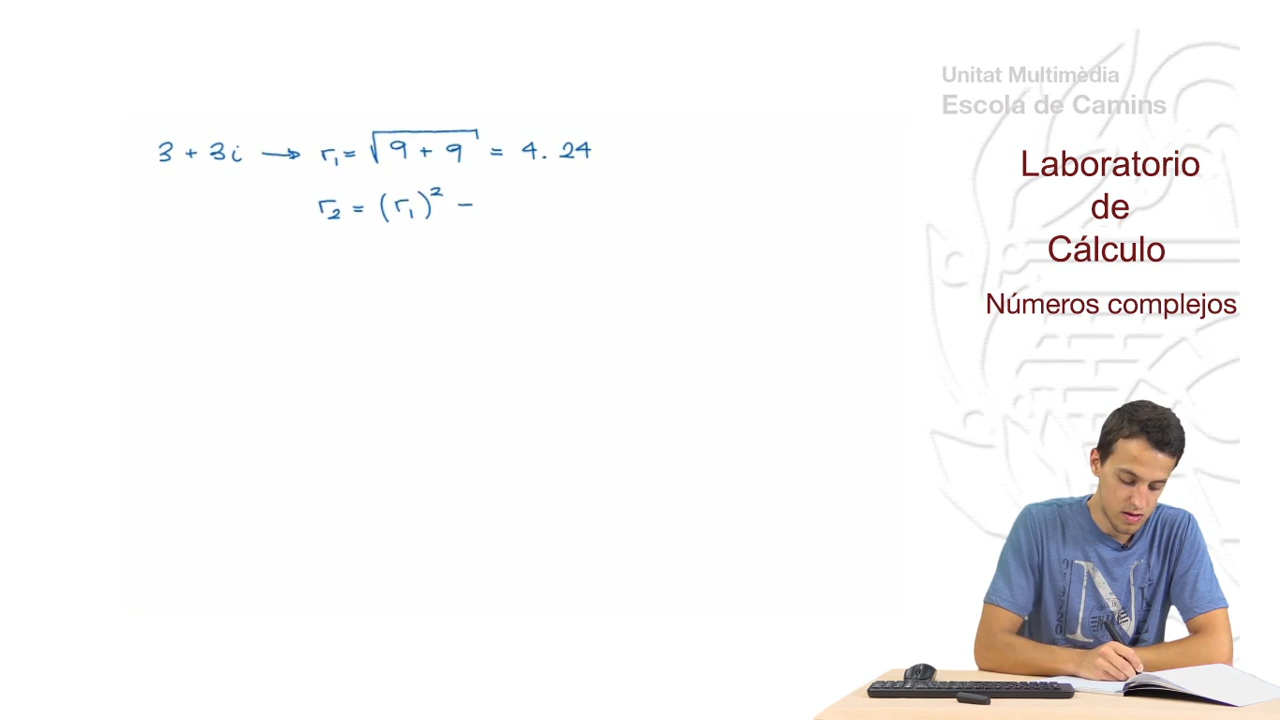 Unitat Multimèdia
Escola de Camins
Laboratorio
de
Cálculo
Números complejos
3 + 3i → r₁ = √(9 + 9) = 4.24
r₂ = (r₁)² −